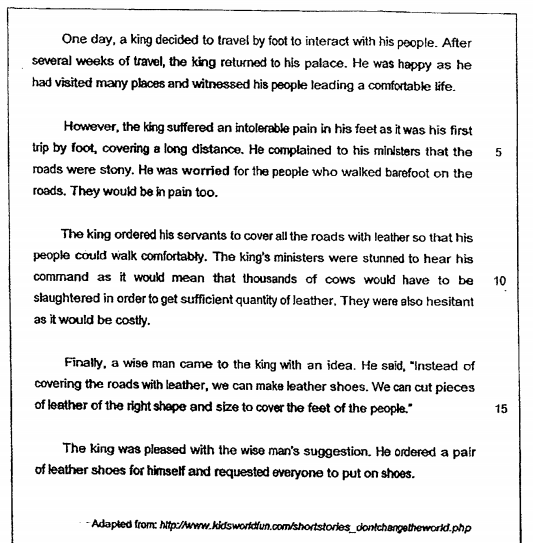 One day, a king decided to travel by foot to interact with his people. After
several weeks of travel, the king returned to his palace. He was happy as he
had visited many places and witnessed his people leading a comfortable life.
However, the king suffered an intolerable pain in his feet as it was his first
trip by foot, covering a long distance. He complained to his ministers that the 5
roads were stony. He was worried for the people who walked barefoot on the
roads. They would be in pain too.
The king ordered his servants to cover all the roads with leather so that his
people could walk comfortably. The king's ministers were stunned to hear his
command as it would mean that thousands of cows would have to be 10
slaughtered in order to get sufficient quantity of leather. They were also hesitant
as it would be costly.
Finally, a wise man came to the king with an idea. He said, "Instead of
covering the roads with leather, we can make leather shoes. We can cut pieces
of leather of the right shape and size to cover the feet of the people." 15
The king was pleased with the wise man's suggestion. He ordered a pair
of leather shoes for himself and requested everyone to put on shoes.
- Adapted from: http://www.kidsworldfun.com/shortstories_dontchangetheworld.php